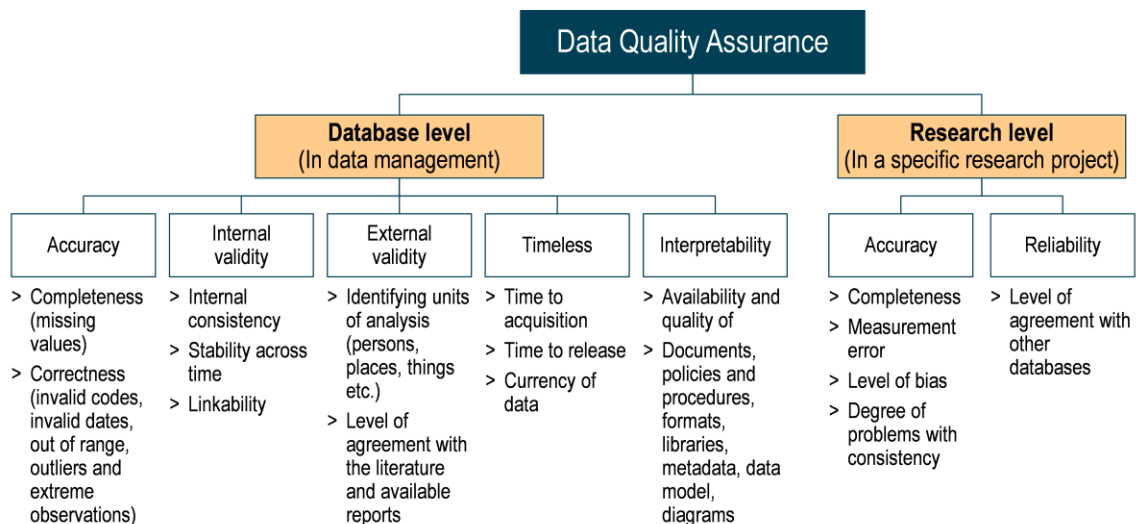 Data Quality Assurance
Database level
(In data management)
Research level
(In a specific research project)
Accuracy
> Completeness
(missing
values)
> Correctness
(invalid codes,
invalid dates,
out of range,
outliers and
extreme
observations)
Internal
validity
> Internal
consistency
> Stability across
time
> Linkability
External
validity
> Identifying units
of analysis
(persons,
places, things
etc.)
> Level of
agreement with
the literature
and available
reports
Timeless
> Time to
acquisition
> Time to release
> Currency of
data
Interpretability
> Availability and
quality of
> Documents,
policies and
procedures,
formats,
libraries,
metadata, data
model,
diagrams
Accuracy
> Completeness
> Measurement
error
> Level of bias
> Degree of
problems with
consistency
Reliability
> Level of
agreement with
other
databases